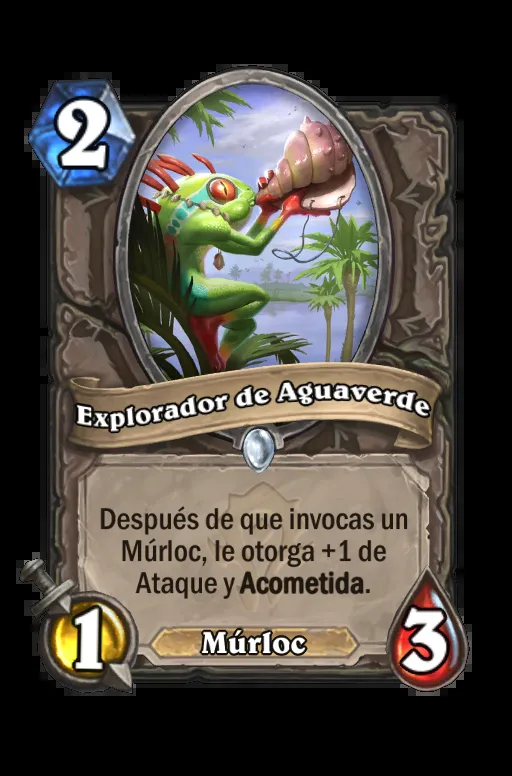 2
Explorador de Aguaverde
Después de que invocas un
Múrloc, le otorga +1 de
Ataque y Acometida.
1
Múrloc
3